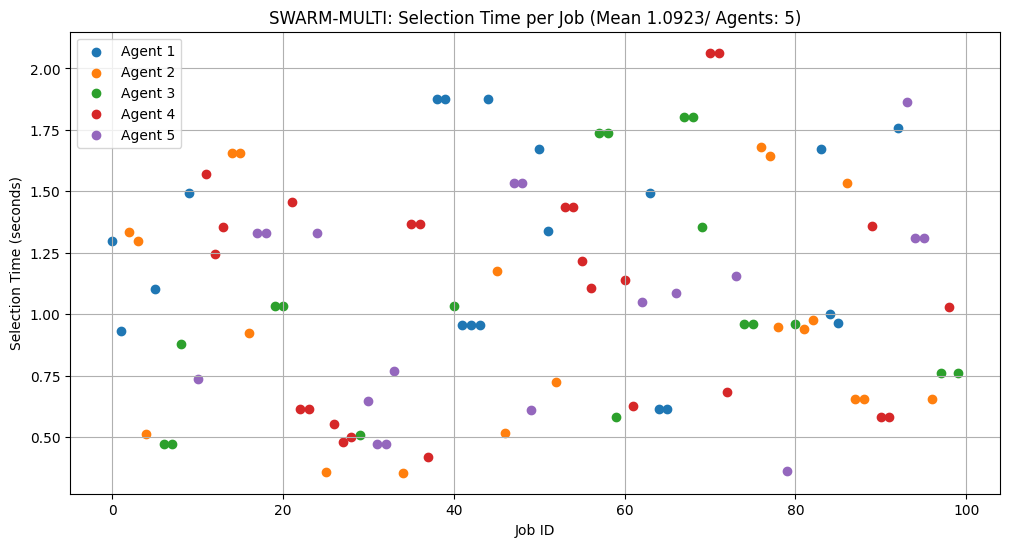 SWARM-MULTI: Selection Time per Job (Mean 1.0923/ Agents: 5)
Agent 1
Agent 2
Agent 3
Agent 4
Agent 5
Selection Time (seconds)
2.00
1.75
1.50
1.25
1.00
0.75
0.50
0
20
40
60
80
100
Job ID